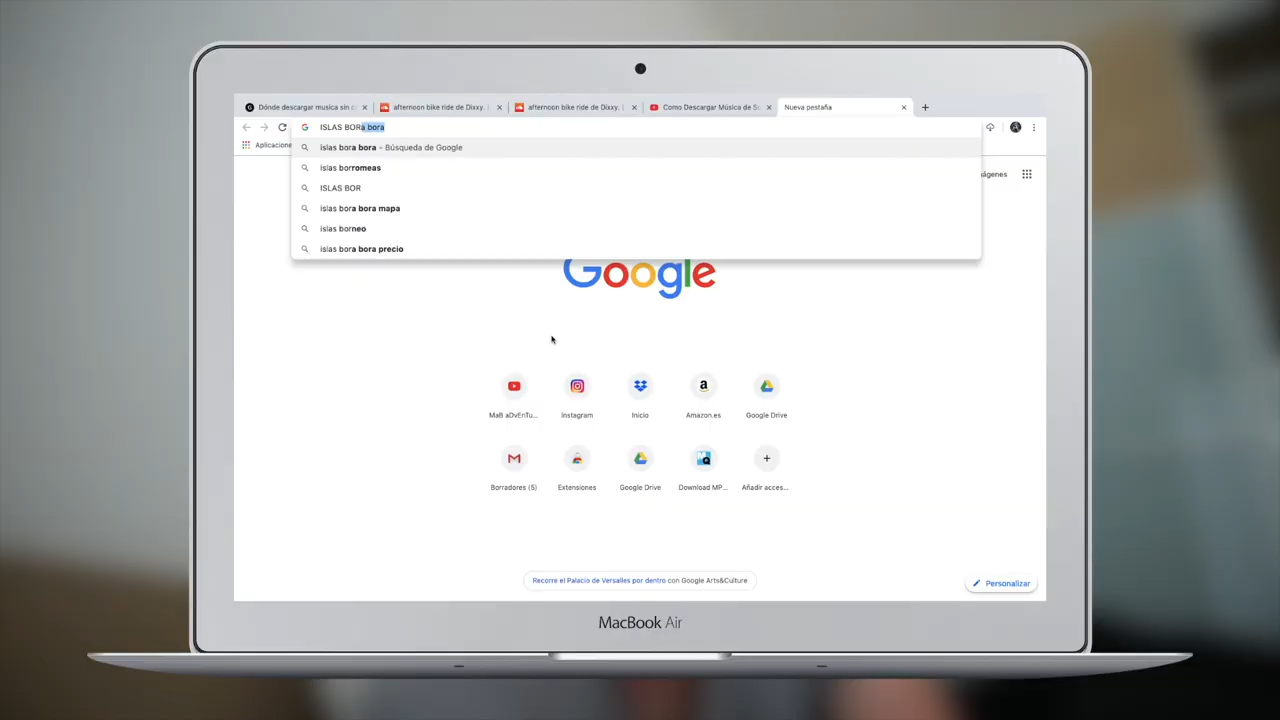 Dónde descargar musica sin c
afternoon bike ride de Dixxy. |
afternoon bike ride de Dixxy. |
Como Descargar Música de So
Nueva pestaña
ISLAS BORa bora
Aplicacione
islas bora bora - Búsqueda de Google
islas borromeas
ISLAS BOR
islas bora bora mapa
islas borneo
islas bora bora precio
ágenes
Google
MaB aDvEnTu...
Instagram
Inicio
Amazon.es
Google Drive
Borradores (5)
Extensiones
Google Drive
Download MP...
Añadir acces...
Recorre el Palacio de Versalles por dentro con Google Arts&Culture
Personalizar
MacBook Air